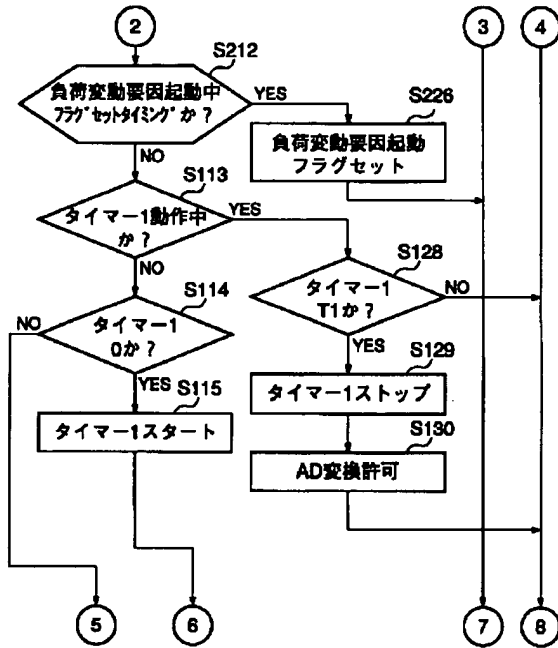 2
3
4
S212
負荷変動要因起動中
フラグセットタイミングか？
YES
S226
負荷変動要因起動
フラグセット
NO
S113
タイマー1動作中
か？
YES
NO
S128
タイマー1
T1か？
NO
S114
NO
タイマー1
0か？
YES
S129
タイマー1ストップ
YES
S115
タイマー1スタート
S130
AD変換許可
5
6
7
8